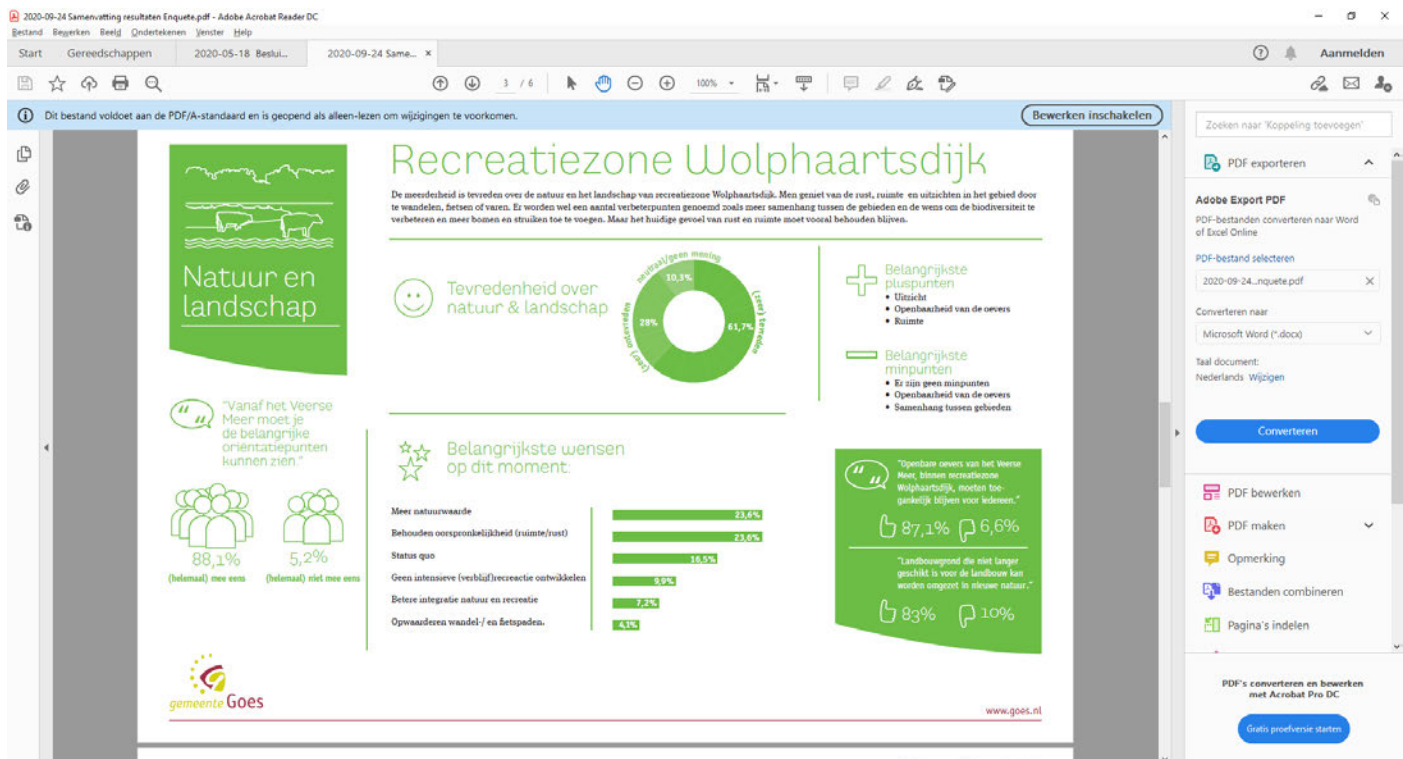 2020-09-24 Samenvatting resultaten Enquete.pdf - Adobe Acrobat Reader DC
Bestand Bewerken Beeld Ondertekenen Venster Help
Start Gereedschappen 2020-05-18 Beslui... 2020-09-24 Same... × Aanmelden
3 / 6 100%
Dit bestand voldoet aan de PDF/A-standaard en is geopend als alleen-lezen om wijzigingen te voorkomen. Bewerken inschakelen
Natuur en
landschap
Recreatiezone Wolphaartsdijk
De meerderheid is tevreden over de natuur en het landschap van recreatiezone Wolphaartsdijk. Men geniet van de rust, ruimte en uitzichten in het gebied door
te wandelen, fietsen of varen. Er worden wel een aantal verbeterpunten genoemd zoals meer samenhang tussen de gebieden en de wens om de biodiversiteit te
verbeteren en meer bomen en struiken toe te voegen. Maar het huidige gevoel van rust en ruimte moet vooral behouden blijven.
Tevredenheid over
natuur & landschap
neutraal/geen mening
10,3%
(zeer) ontevreden
28%
(zeer) tevreden
61,7%
Belangrijkste
pluspunten
• Uitzicht
• Openbaarheid van de oevers
• Ruimte
Belangrijkste
minpunten
• Er zijn geen minpunten
• Openbaarheid van de oevers
• Samenhang tussen gebieden
"Vanaf het Veerse
Meer moet je
de belangrijke
oriëntatiepunten
kunnen zien."
88,1%
(helemaal) mee eens
5,2%
(helemaal) niet mee eens
Belangrijkste wensen
op dit moment:
Meer natuurwaarde 23,6%
Behouden oorspronkelijkheid (ruimte/rust) 23,6%
Status quo 16,5%
Geen intensieve (verblijf)recreactie ontwikkelen 9,9%
Betere integratie natuur en recreatie 7,2%
Opwaarderen wandel-/ en fietspaden. 4,1%
"Openbare oevers van het Veerse
Meer, binnen recreatiezone
Wolphaartsdijk, moeten toe-
gankelijk blijven voor iedereen."
87,1% 6,6%
"Landbouwgrond die niet langer
geschikt is voor de landbouw kan
worden omgezet in nieuwe natuur."
83% 10%
gemeente Goes
www.goes.nl
Zoeken naar 'Koppeling toevoegen'
PDF exporteren
Adobe Export PDF
PDF-bestanden converteren naar Word
of Excel Online
PDF-bestand selecteren
2020-09-24...nquete.pdf ×
Converteren naar
Microsoft Word (*.docx)
Taal document:
Nederlands Wijzigen
Converteren
PDF bewerken
PDF maken
Opmerking
Bestanden combineren
Pagina's indelen
PDF's converteren en bewerken
met Acrobat Pro DC
Gratis proefversie starten